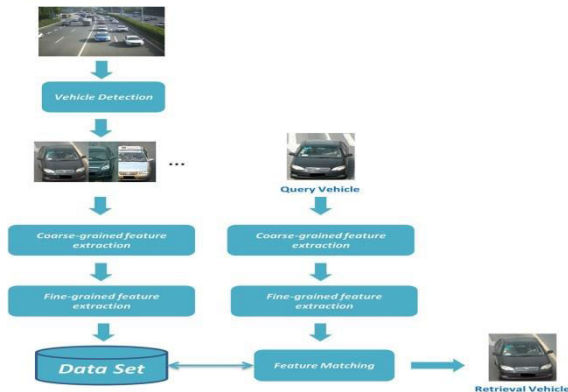 Vehicle Detection
...
Query Vehicle
Coarse-grained feature
extraction
Coarse-grained feature
extraction
Fine-grained feature
extraction
Fine-grained feature
extraction
Data Set
Feature Matching
Retrieval Vehicle